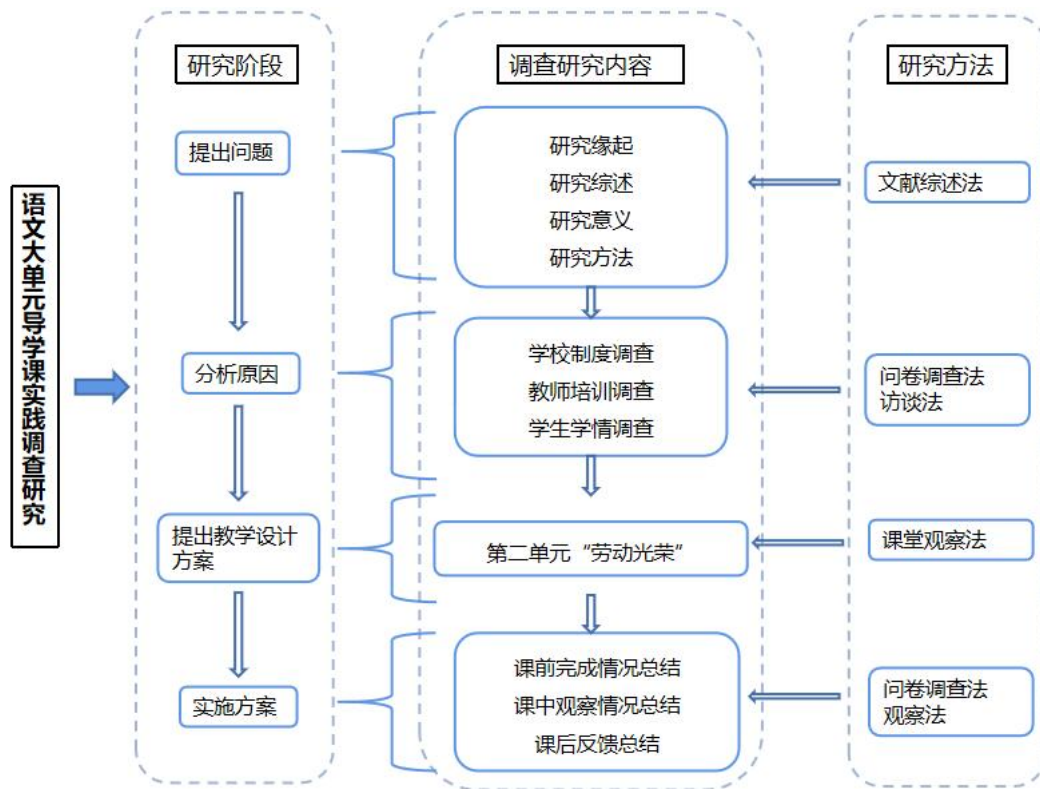 语文大单元导学课实践调查研究
研究阶段
提出问题
分析原因
提出教学设计
方案
实施方案
调查研究内容
研究缘起
研究综述
研究意义
研究方法
学校制度调查
教师培训调查
学生学情调查
第二单元“劳动光荣”
课前完成情况总结
课中观察情况总结
课后反馈总结
研究方法
文献综述法
问卷调查法
访谈法
课堂观察法
问卷调查法
观察法